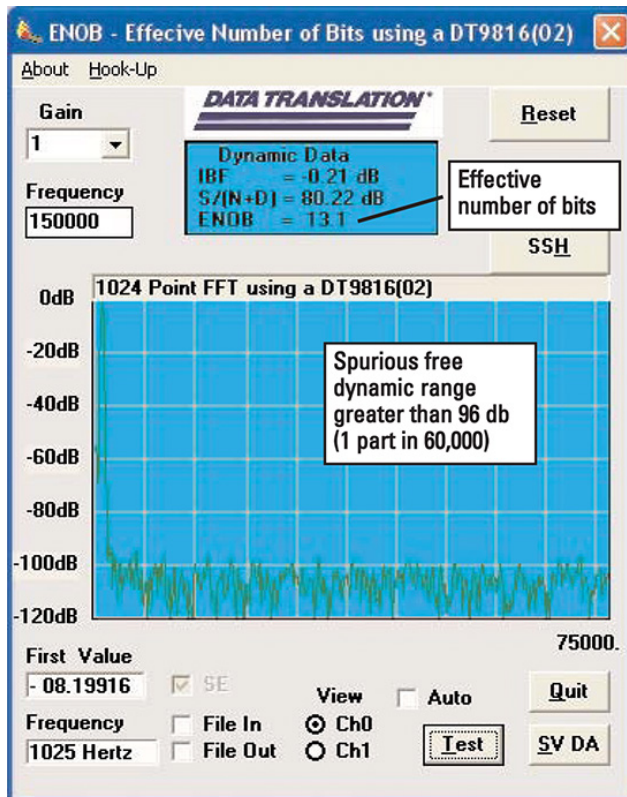 ENOB - Effecive Number of Bits using a DT9816(02)
About Hook-Up
Gain
1
Frequency
150000
DATA TRANSLATION
Dynamic Data
IBF = -0.21 dB
S/(N+D) = 80.22 dB
ENOB = 13.1
Reset
Effective
number of bits
SSH
1024 Point FFT using a DT9816(02)
0dB
-20dB
-40dB
-60dB
-80dB
-100dB
-120dB
Spurious free
dynamic range
greater than 96 db
(1 part in 60,000)
75000.
First Value
- 08.19916
SE
Frequency
1025 Hertz
File In
File Out
View
Ch0
Ch1
Auto
Test
Quit
SV DA